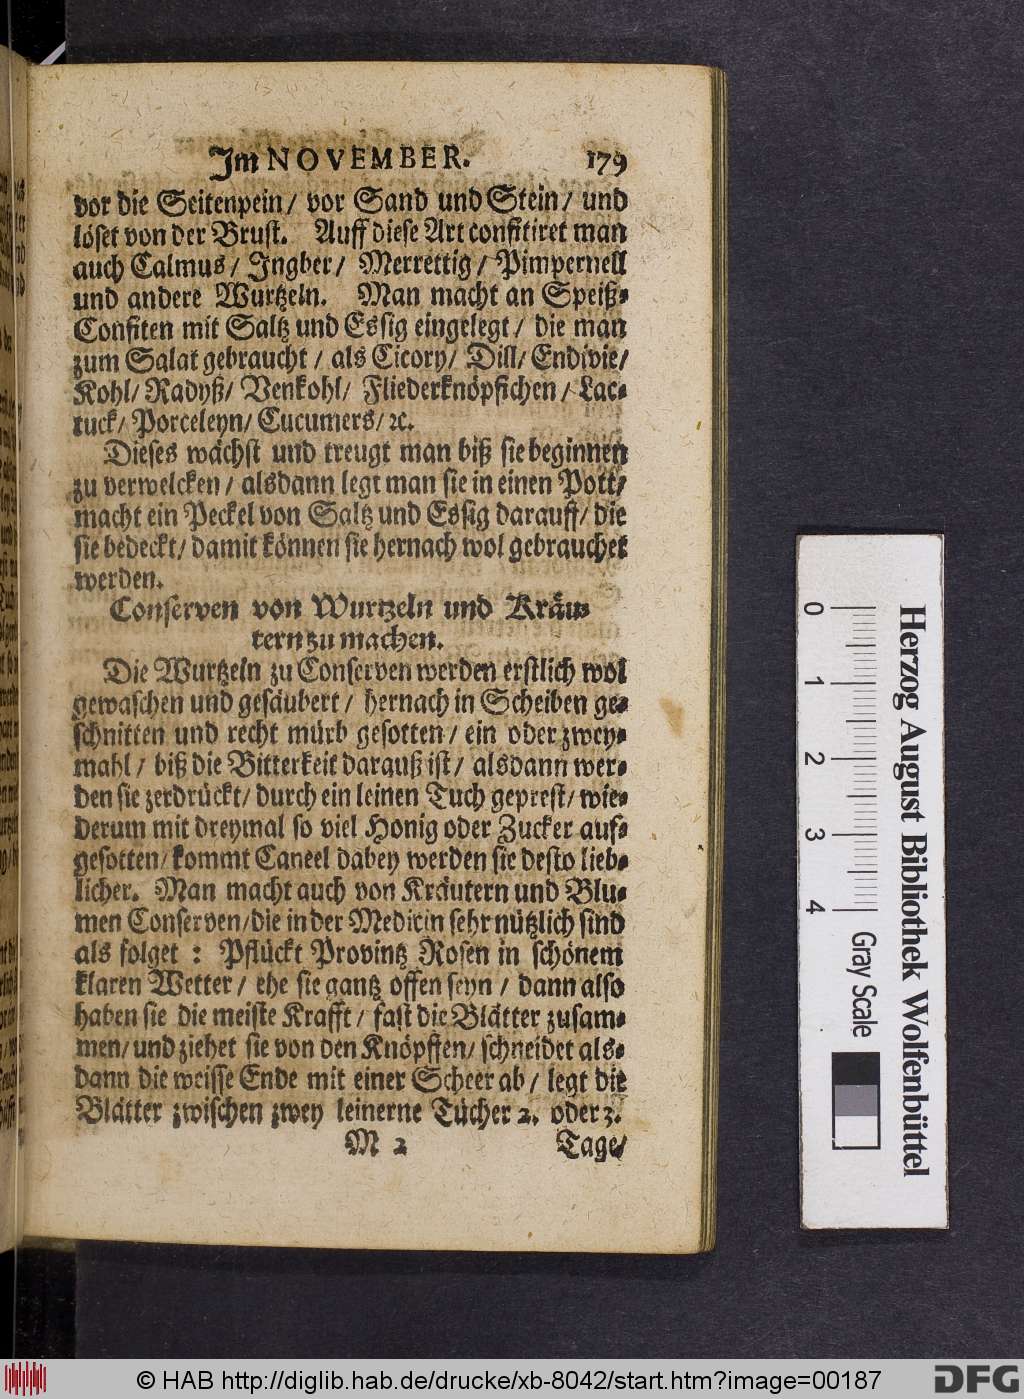 Im NOVEMBER. 179
vor die Seitenpein/ vor Sand und Stein/ und
löset von der Brust. Auff diese Art confitiret man
auch Calmus/ Ingber/ Merrettig/ Pimpernell
und andere Wurtzeln. Man macht an Speiß-
Confiten mit Saltz und Essig eingelegt/ die man
zum Salat gebraucht/ als Cicory/ Dill/ Endivie/
Kohl/ Radyß/ Venkohl/ Fliederknöpfichen/ Lac-
tuck/ Porceleyn/ Cucumers/ ꝛc.
Dieses wächst und treugt man biß sie beginnen
zu verwelcken/ alsdann legt man sie in einen Pott/
macht ein Peckel von Saltz und Essig darauff/ die
sie bedeckt/ damit können sie hernach wol gebrauchet
werden.
Conserven von Wurtzeln und Kräu-
tern zu machen.
Die Wurtzeln zu Conserven werden erstlich wol
gewaschen und gesäubert/ hernach in Scheiben ge-
schnitten und recht mürb gesotten/ ein oder zwey-
mahl/ biß die Bitterkeit darauß ist/ alsdann wer-
den sie zerdrückt/ durch ein leinen Tuch geprest/ wie-
derum mit dreymal so viel Honig oder Zucker auf-
gesotten/ kommt Caneel dabey werden sie desto lieb-
licher. Man macht auch von Kräutern und Blu-
men Conserven/ die in der Medicin sehr nützlich sind
als folget : Pflückt Provintz Rosen in schönem
klaren Wetter/ ehe sie gantz offen seyn/ dann also
haben sie die meiste Krafft/ fast die Blätter zusam-
men/ und ziehet sie von den Knöpffen/ schneidet als-
dann die weisse Ende mit einer Scheer ab/ legt die
Blätter zwischen zwey leinerne Tücher 2. oder 3.
M 2 Tage/
0 1 2 3 4
Herzog August Bibliothek Wolfenbüttel
Gray Scale
© HAB http://diglib.hab.de/drucke/xb-8042/start.htm?image=00187
DFG